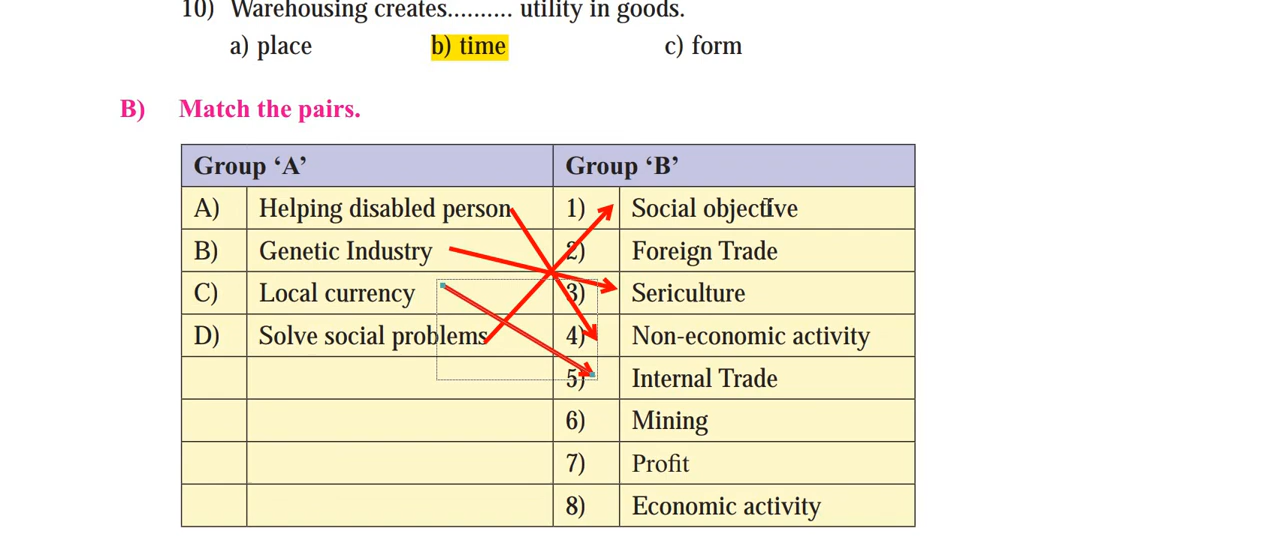 10) Warehousing creates.......... utility in goods.
a) place b) time c) form
B) Match the pairs.
Group ‘A’ Group ‘B’
A) Helping disabled person 1) Social objective
B) Genetic Industry 2) Foreign Trade
C) Local currency 3) Sericulture
D) Solve social problems 4) Non-economic activity
5) Internal Trade
6) Mining
7) Profit
8) Economic activity